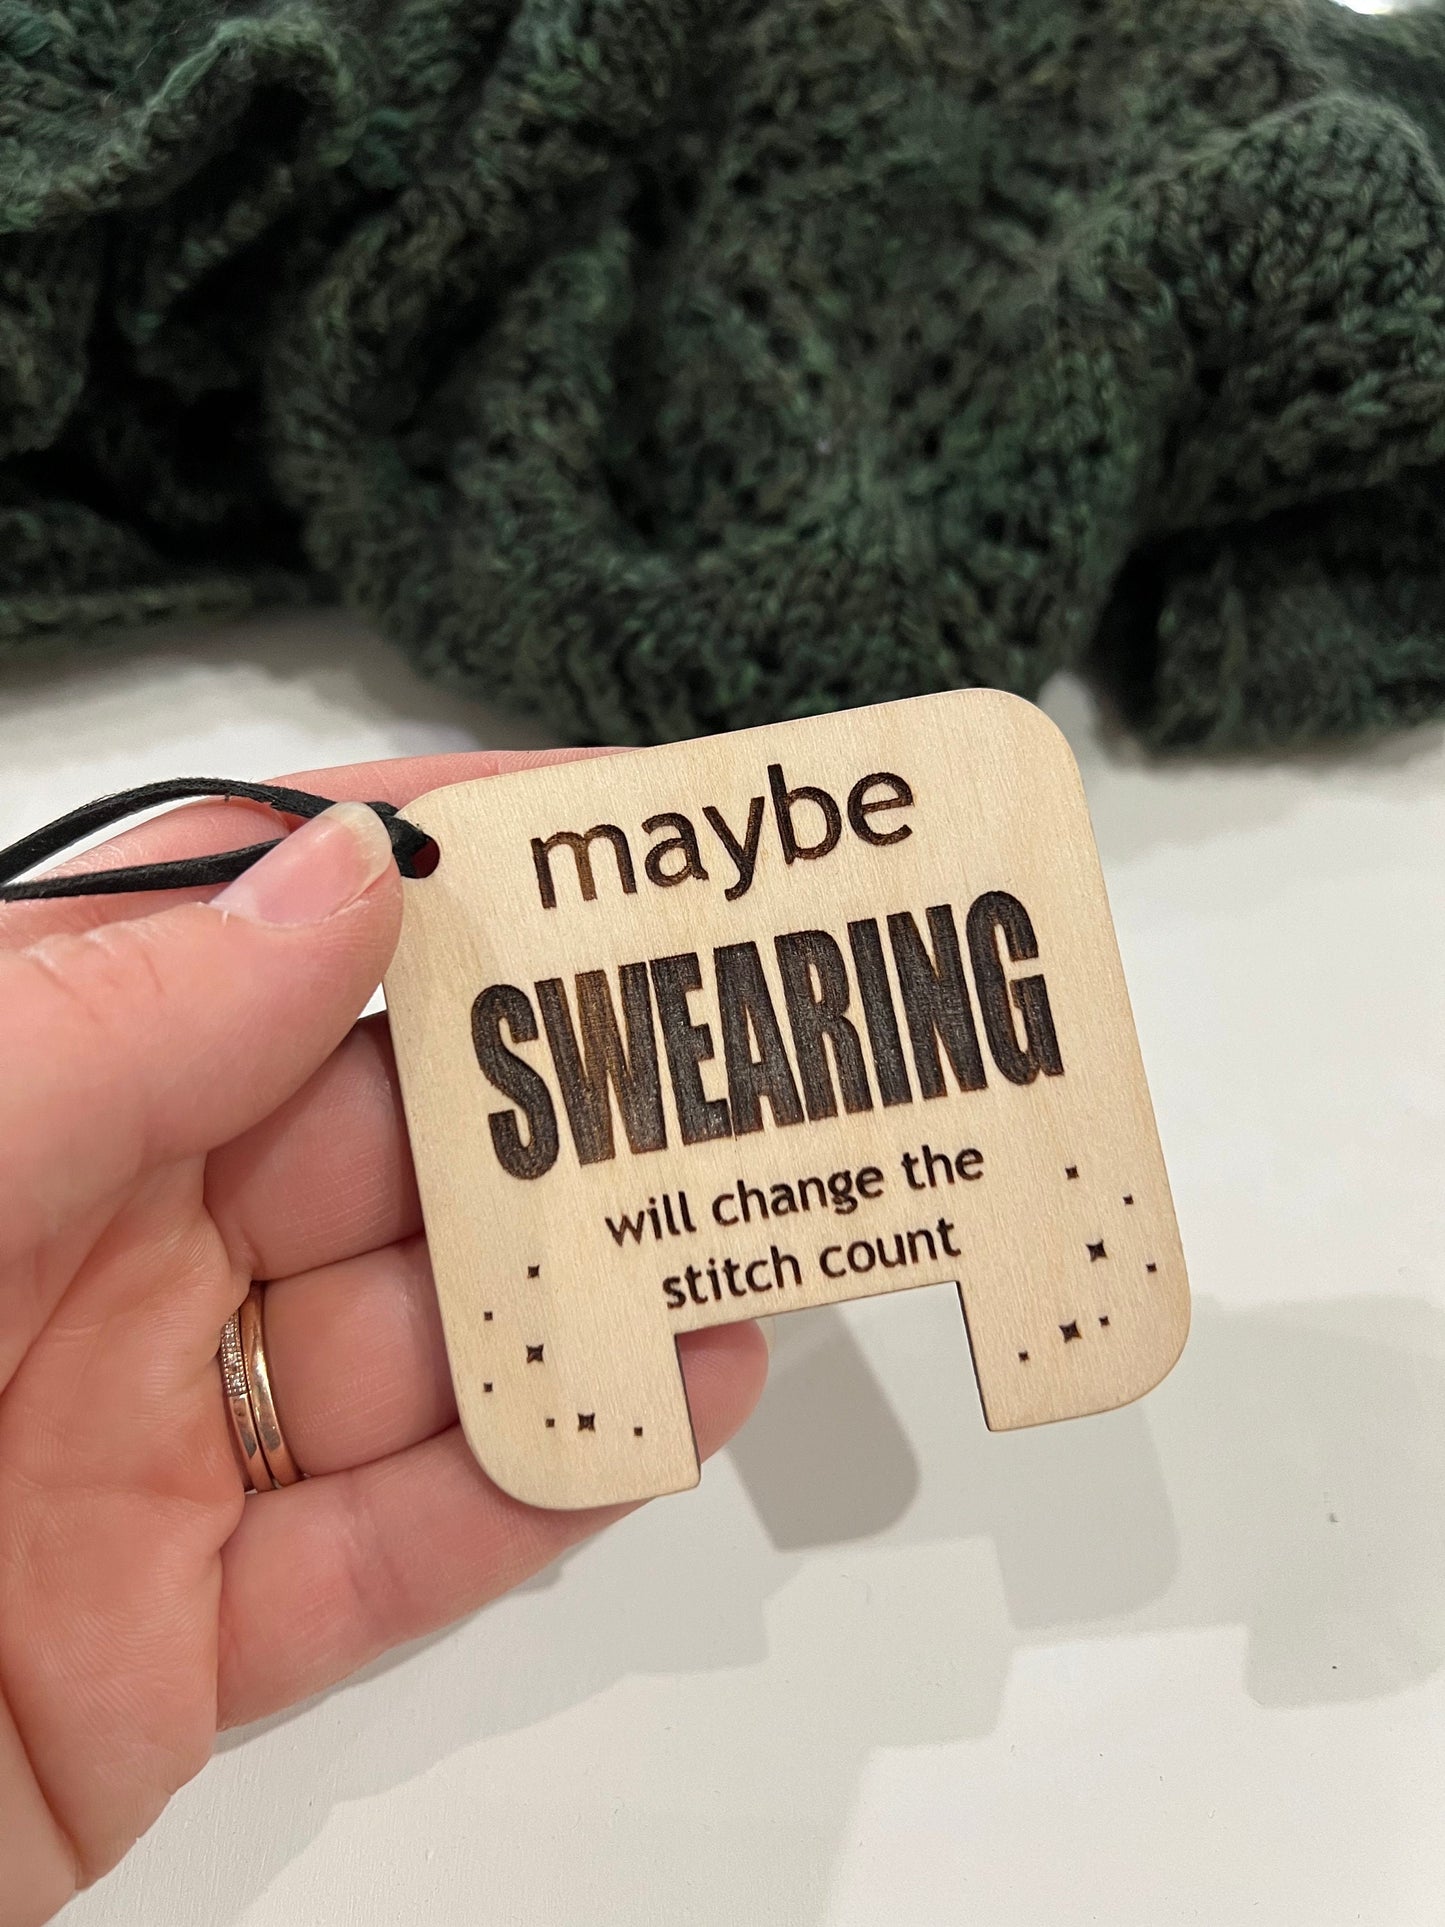 maybe
SWEARING
will change the
stitch count